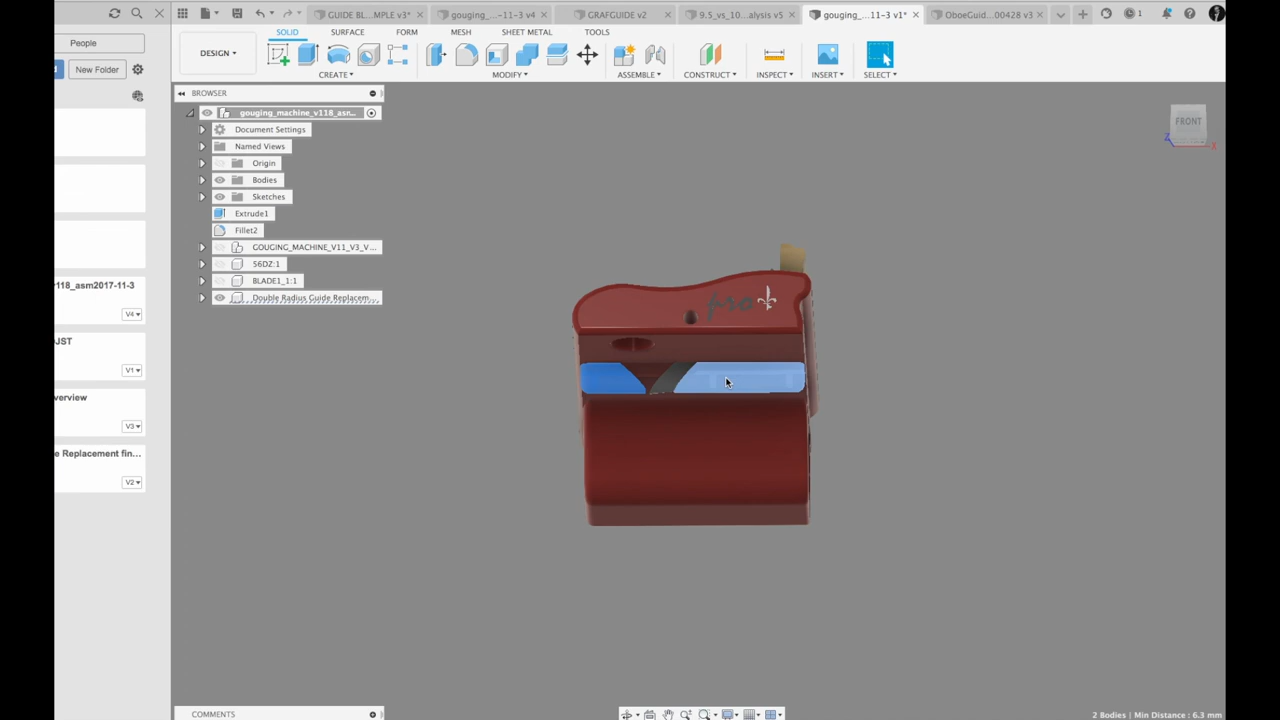 GUIDE BL...MPLE v3*
gouging_...-11-3 v4
GRAFGUIDE v2
9.5_vs_10...alysis v5
gouging_...11-3 v1*
OboeGuid...00428 v3
1
People
New Folder
DESIGN
SOLID
SURFACE
FORM
MESH
SHEET METAL
TOOLS
CREATE
MODIFY
ASSEMBLE
CONSTRUCT
INSPECT
INSERT
SELECT
BROWSER
gouging_machine_v118_asn...
Document Settings
Named Views
Origin
Bodies
Sketches
Extrude1
Fillet2
GOUGING_MACHINE_V11_V3_V...
56DZ:1
BLADE1_1:1
Double Radius Guide Replacem...
18_asm2017-11-3
V4
JST
V1
verview
V3
e Replacement fin...
V2
FRONT
Z
X
pro
COMMENTS
2 Bodies | Min Distance : 6.3 mm